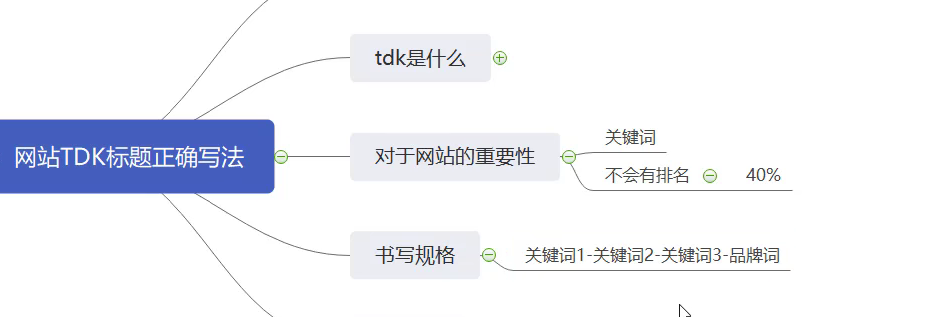 tdk是什么
网站TDK标题正确写法
对于网站的重要性
关键词
不会有排名
40%
书写规格
关键词1-关键词2-关键词3-品牌词